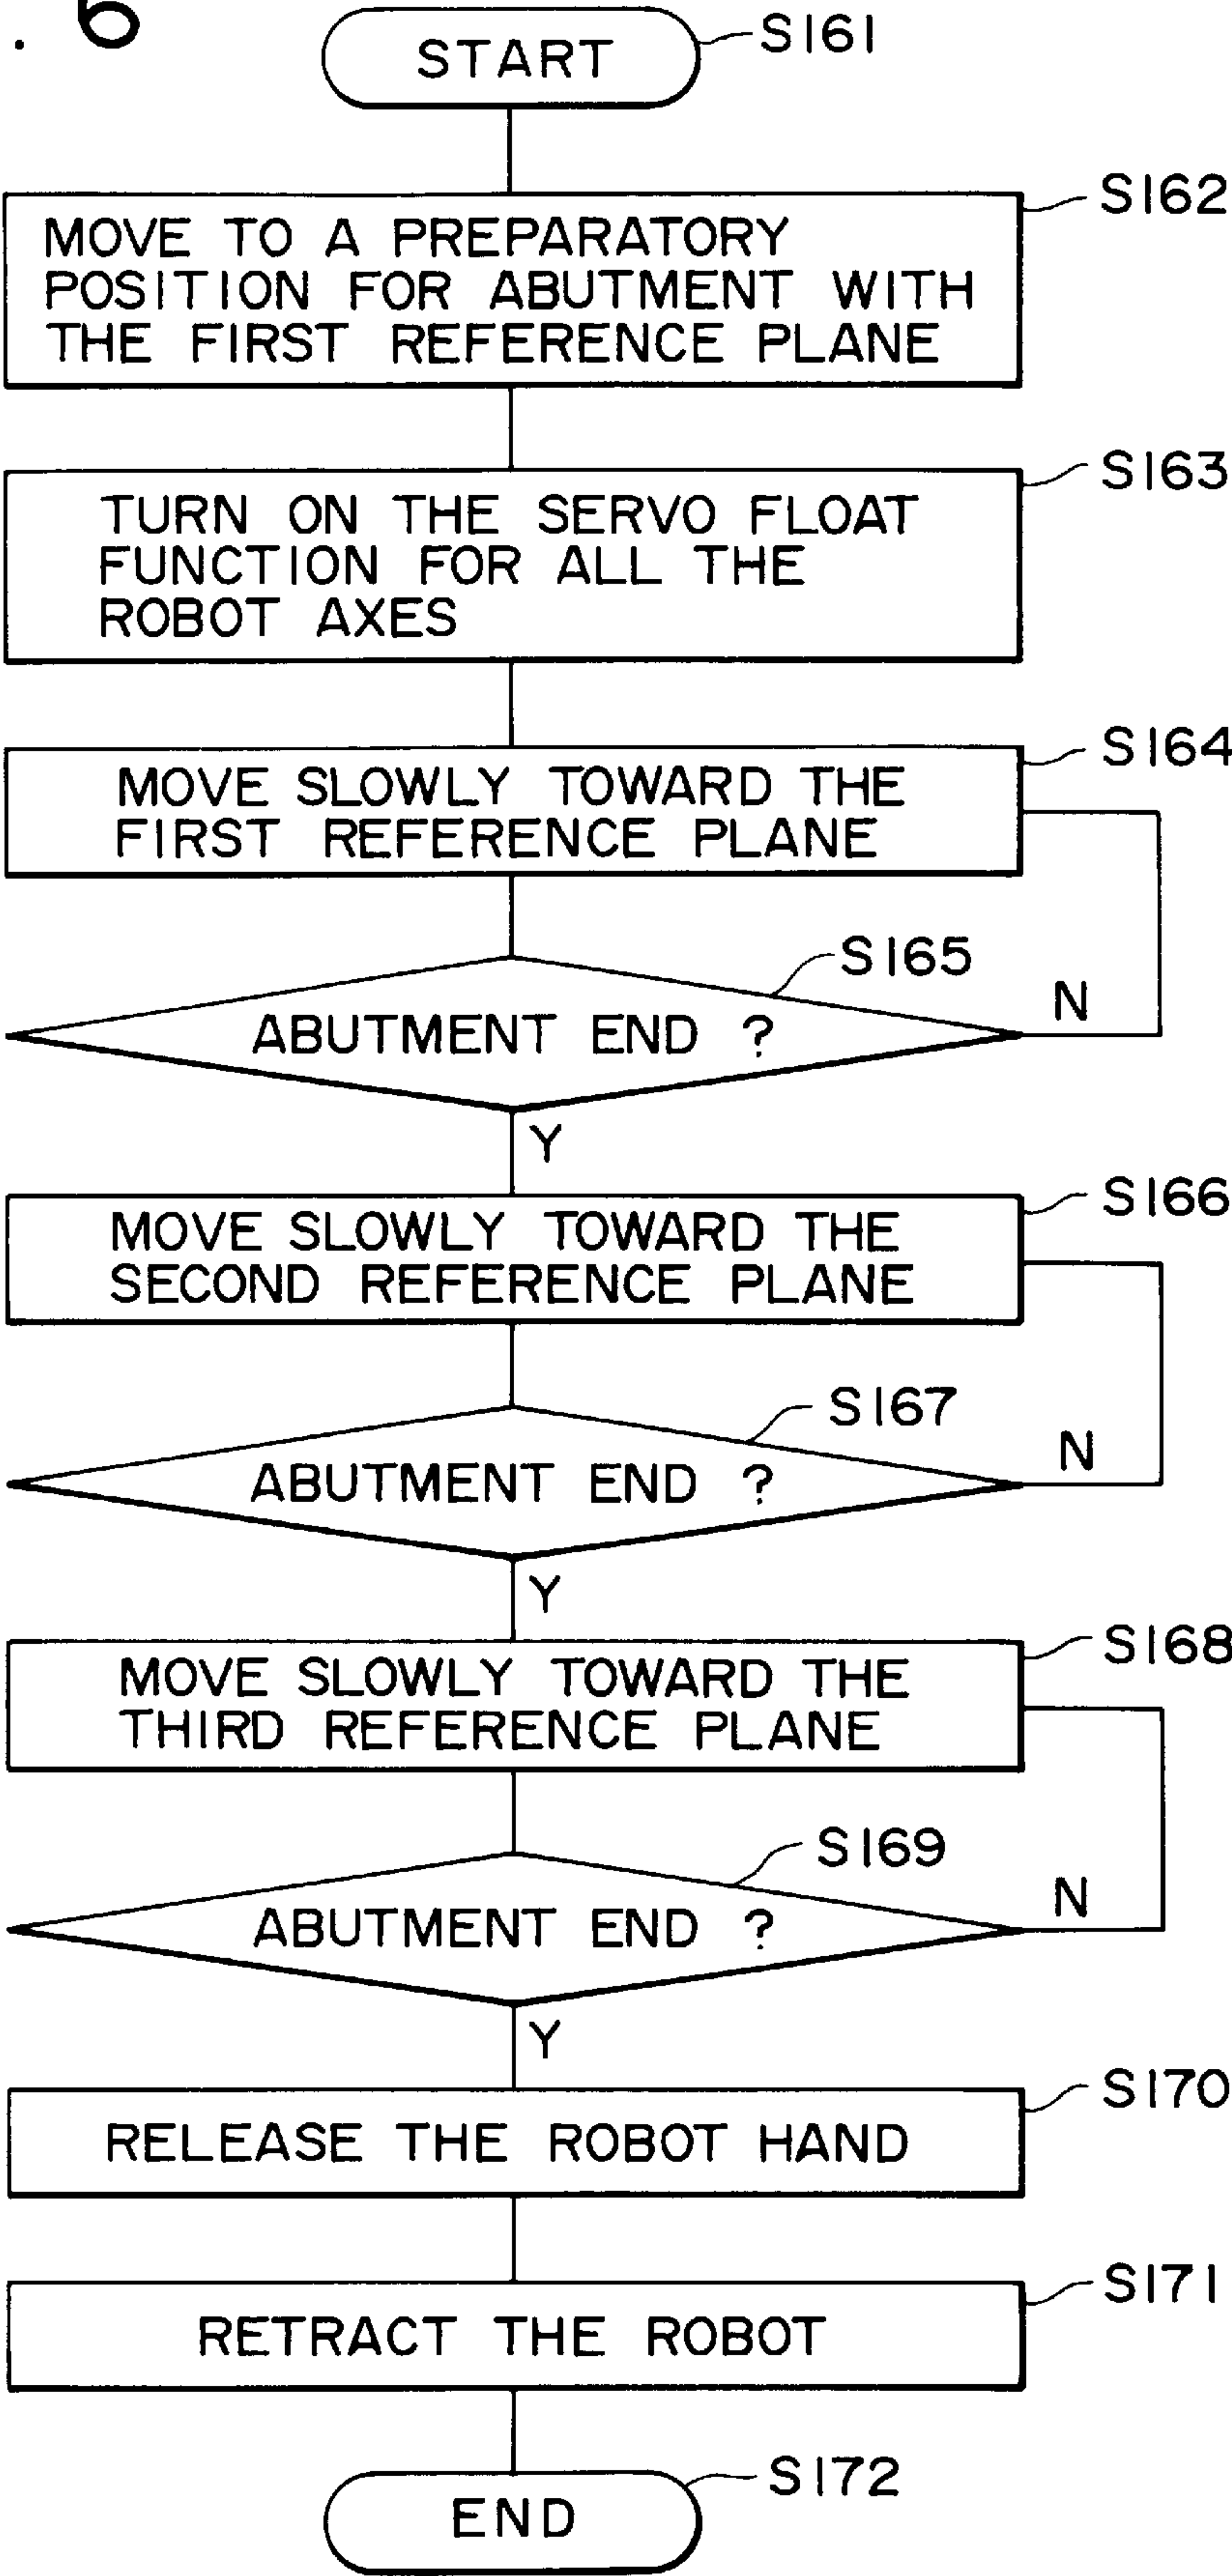 . 6
START
S161
S162
MOVE TO A PREPARATORY
POSITION FOR ABUTMENT WITH
THE FIRST REFERENCE PLANE
S163
TURN ON THE SERVO FLOAT
FUNCTION FOR ALL THE
ROBOT AXES
S164
MOVE SLOWLY TOWARD THE
FIRST REFERENCE PLANE
S165
ABUTMENT END ?
N
Y
S166
MOVE SLOWLY TOWARD THE
SECOND REFERENCE PLANE
S167
ABUTMENT END ?
N
Y
S168
MOVE SLOWLY TOWARD THE
THIRD REFERENCE PLANE
S169
ABUTMENT END ?
N
Y
S170
RELEASE THE ROBOT HAND
S171
RETRACT THE ROBOT
S172
END